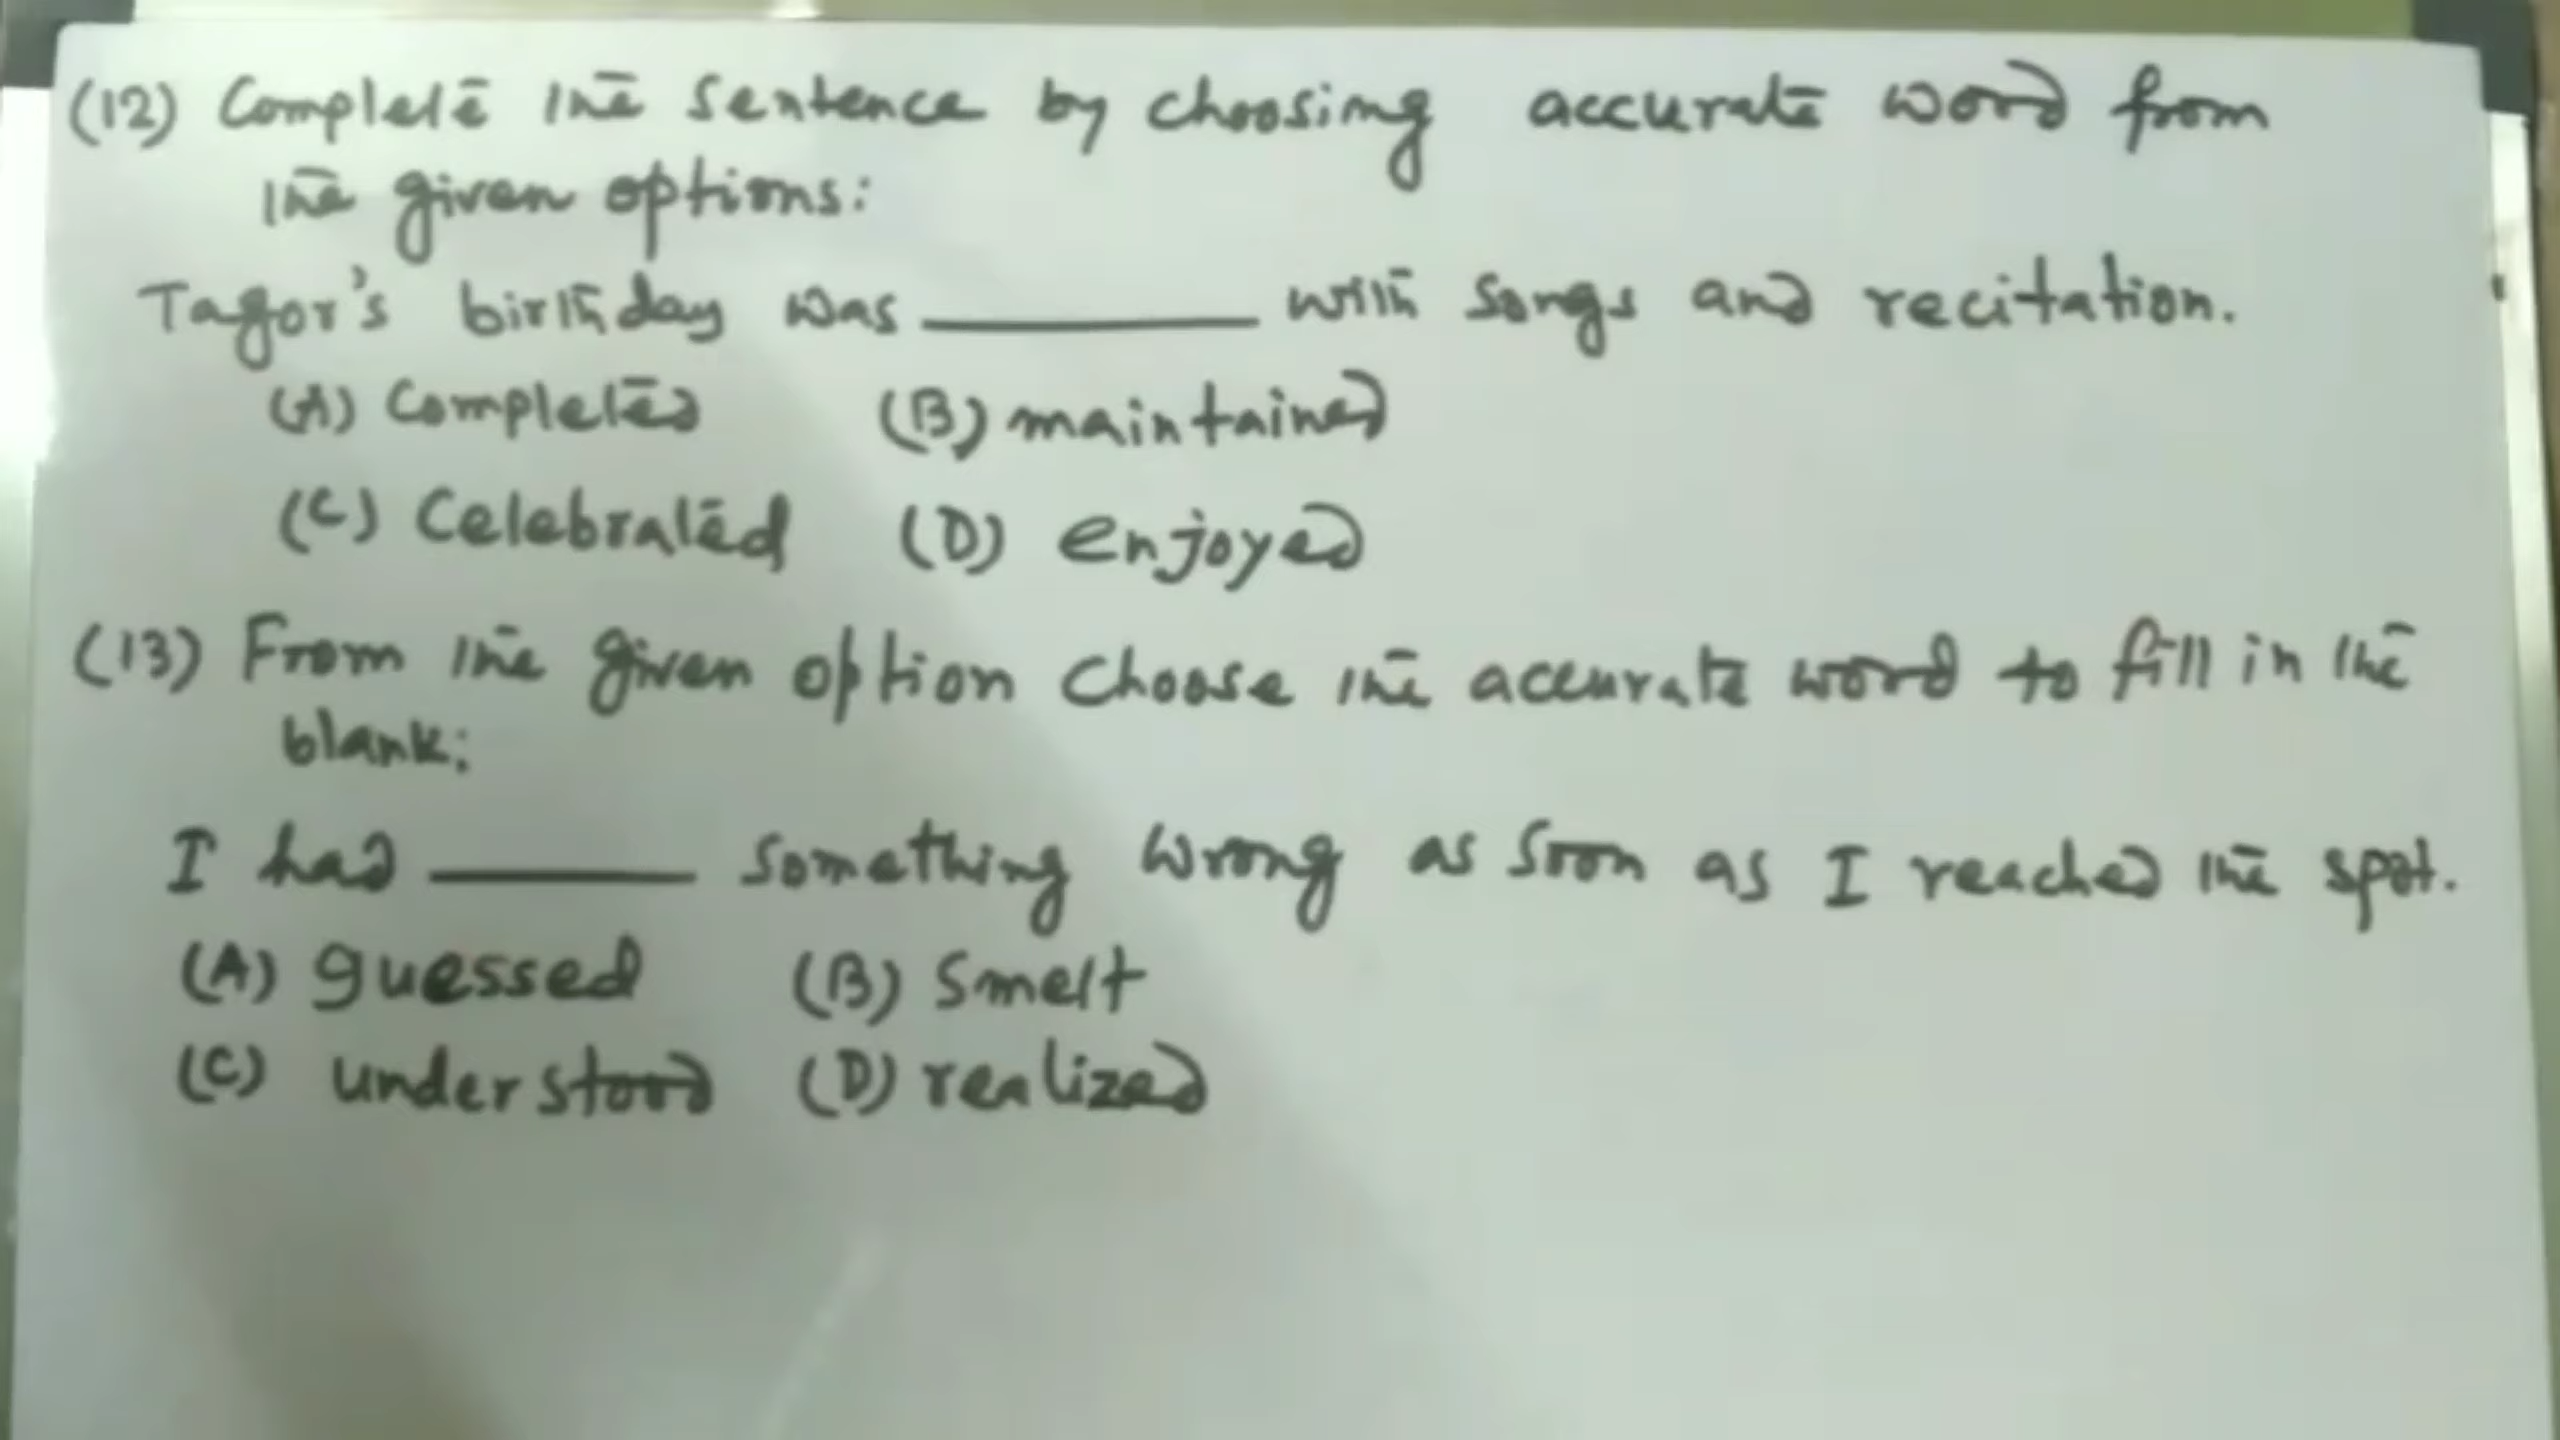 (12) Complete the sentence by choosing accurate word from
the given options:
Tagor's birthday was ________ with songs and recitation.
(A) Completed (B) maintained
(C) Celebrated (D) enjoyed
(13) From the given option choose the accurate word to fill in the
blank:
I had ________ something wrong as soon as I reached the spot.
(A) guessed (B) Smelt
(C) understood (D) realized